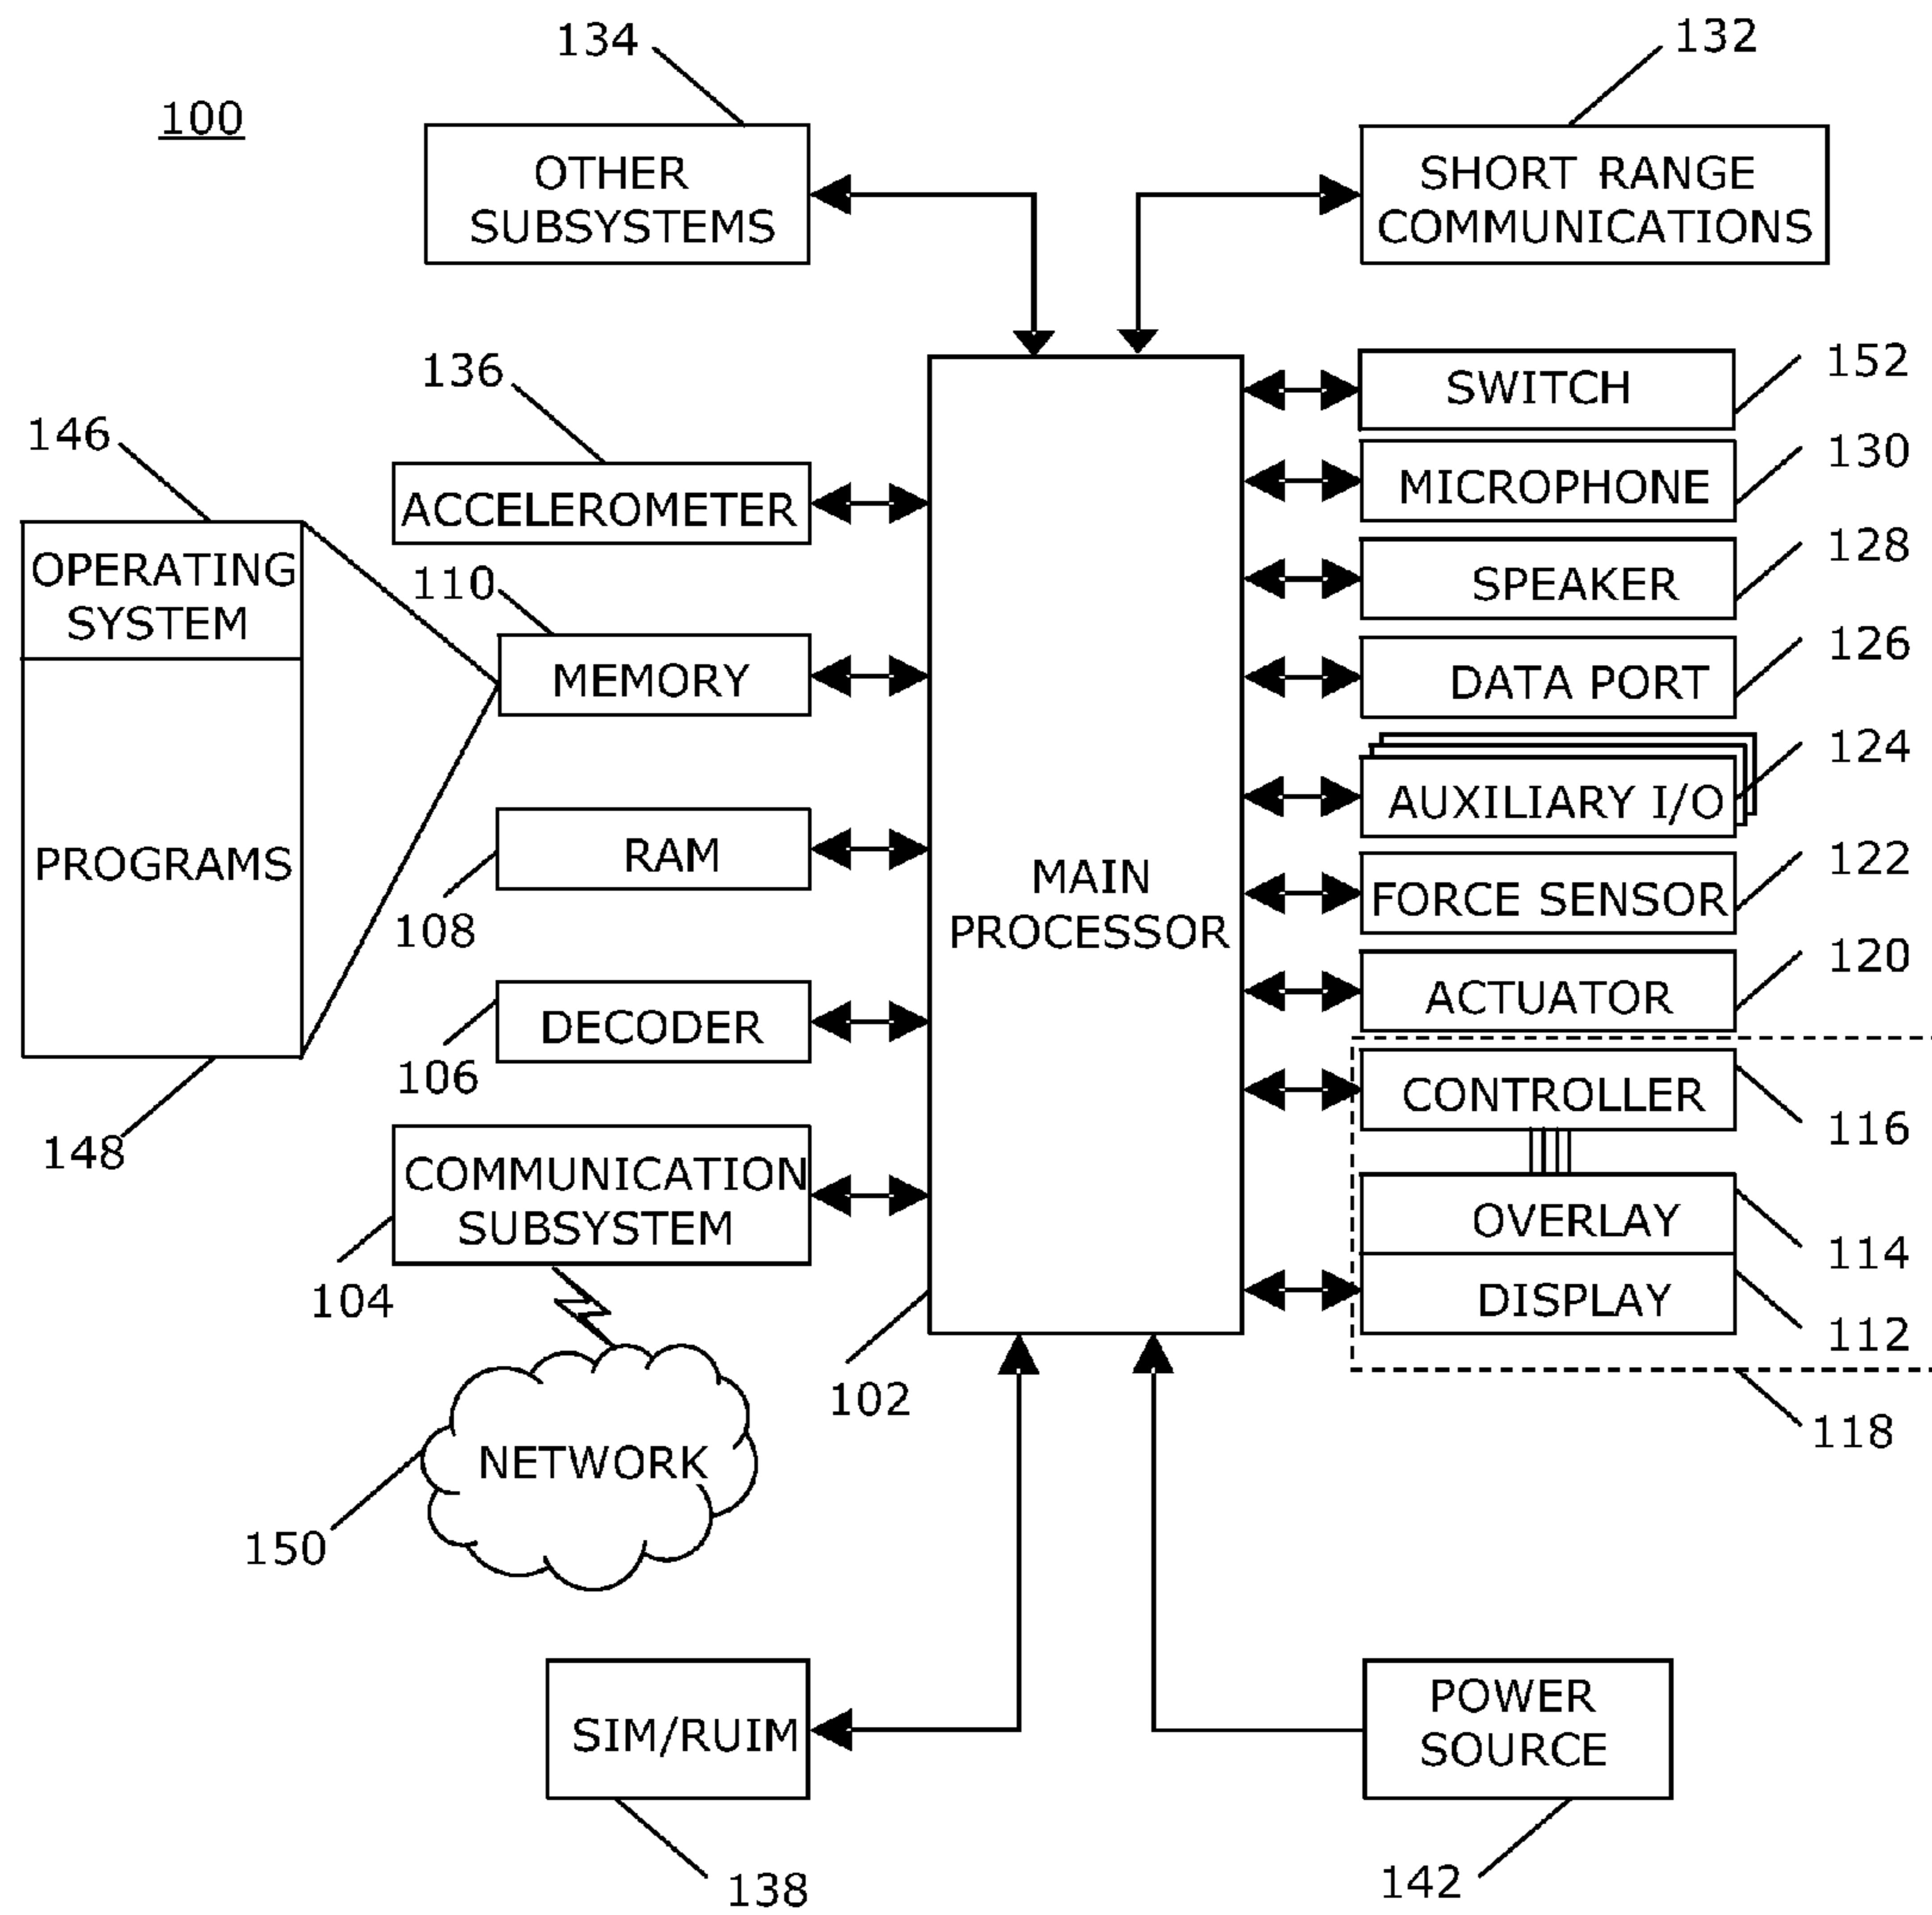 134
132
100
OTHER
SUBSYSTEMS
SHORT RANGE
COMMUNICATIONS
136
152
SWITCH
146
130
ACCELEROMETER
MICROPHONE
OPERATING
SYSTEM
110
128
SPEAKER
MEMORY
126
DATA PORT
124
AUXILIARY I/O
PROGRAMS
RAM
108
MAIN
PROCESSOR
122
FORCE SENSOR
120
ACTUATOR
DECODER
106
CONTROLLER
116
148
COMMUNICATION
SUBSYSTEM
104
OVERLAY
114
DISPLAY
112
102
118
NETWORK
150
SIM/RUIM
POWER
SOURCE
138
142